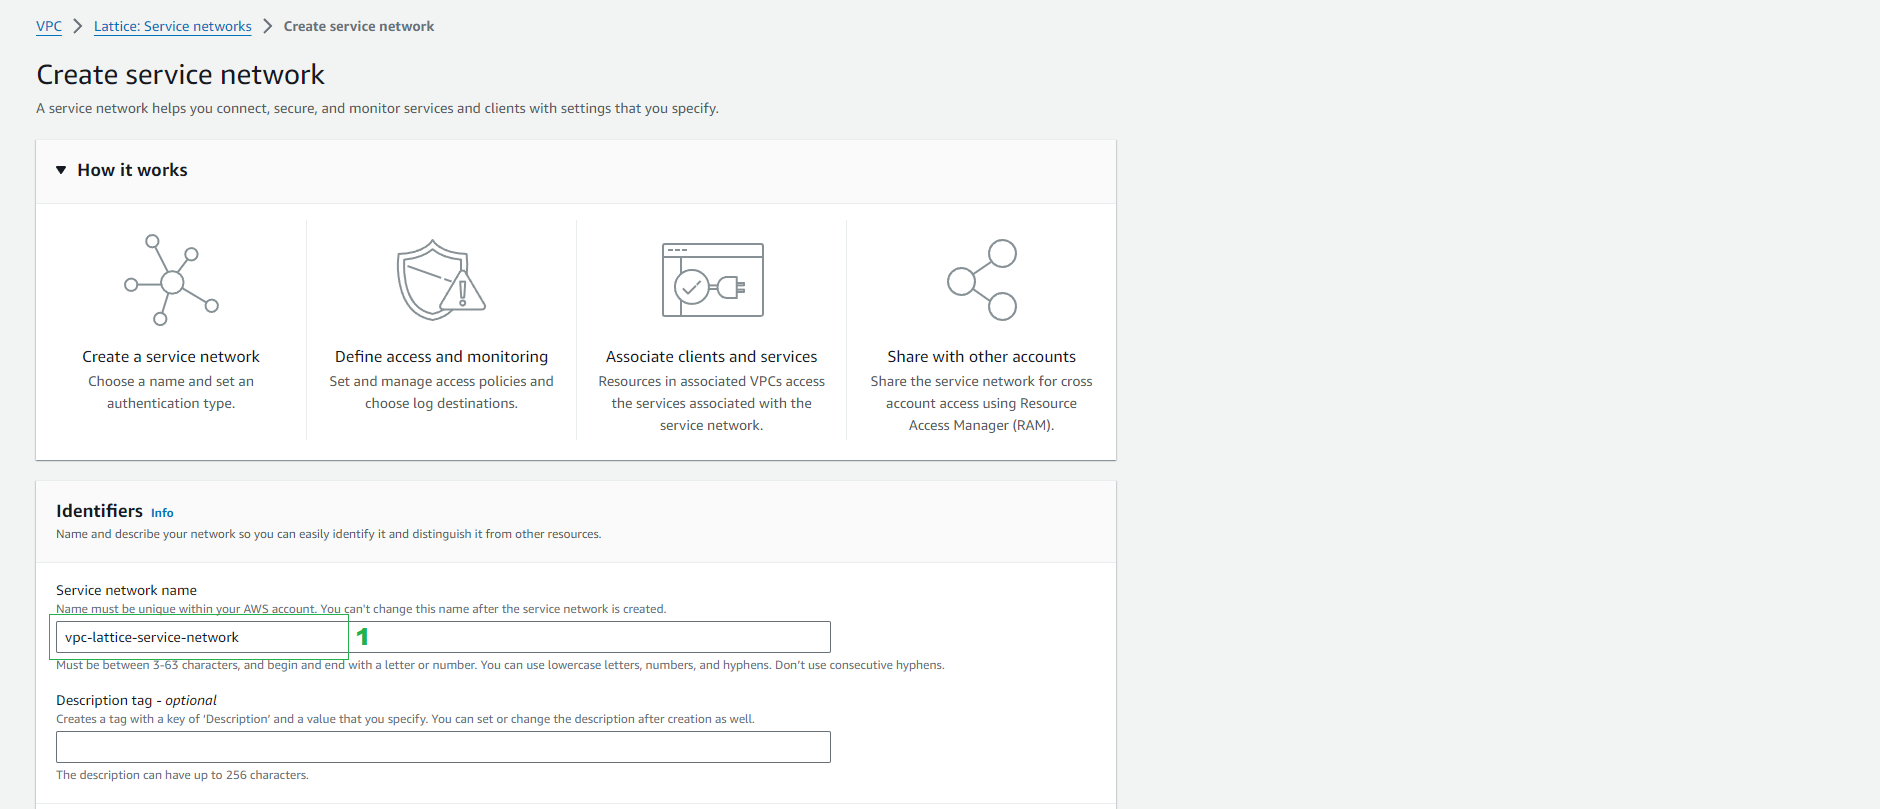 VPC > Lattice: Service networks > Create service network
Create service network
A service network helps you connect, secure, and monitor services and clients with settings that you specify.
How it works
Create a service network
Choose a name and set an
authentication type.
Define access and monitoring
Set and manage access policies and
choose log destinations.
Associate clients and services
Resources in associated VPCs access
the services associated with the
service network.
Share with other accounts
Share the service network for cross
account access using Resource
Access Manager (RAM).
Identifiers Info
Name and describe your network so you can easily identify it and distinguish it from other resources.
Service network name
Name must be unique within your AWS account. You can't change this name after the service network is created.
vpc-lattice-service-network 1
Must be between 3-63 characters, and begin and end with a letter or number. You can use lowercase letters, numbers, and hyphens. Don't use consecutive hyphens.
Description tag - optional
Creates a tag with a key of 'Description' and a value that you specify. You can set or change the description after creation as well.
The description can have up to 256 characters.